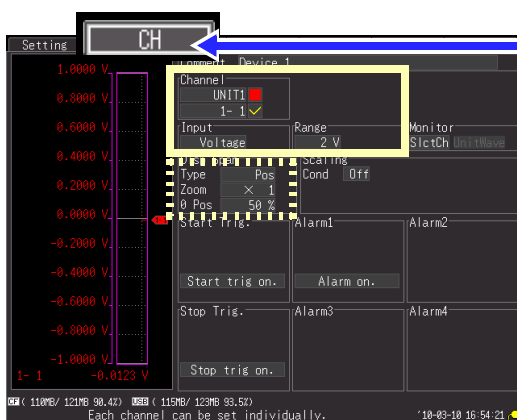 Setting
CH
Comment Device 1
1.0000 V
0.8000 V
0.6000 V
0.4000 V
0.2000 V
0.0000 V
-0.2000 V
-0.4000 V
-0.6000 V
-0.8000 V
-1.0000 V
1- 1 -0.0123 V
Channel
UNIT1
1- 1
Input
Voltage
Range
2 V
Monitor
SlctCh UnitWave
Disp Span
Type Pos
Zoom × 1
0 Pos 50 %
Scaling
Cond Off
Start Trig.
Start trig on.
Alarm1
Alarm on.
Alarm2
Stop Trig.
Stop trig on.
Alarm3
Alarm4
CF ( 110MB/ 121MB 90.4%) USB ( 115MB/ 123MB 93.5%)
Each channel can be set individually.
'10-03-10 16:54:21